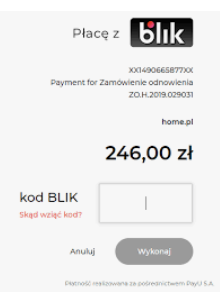 Płacę z blik
XX1490665877XX
Payment for Zamówienie odnowienia
ZO.H.2019.029031
home.pl
246,00 zł
kod BLIK
Skąd wziąć kod?
Anuluj Wykonaj
Płatność realizowana za pośrednictwem PayU S.A.